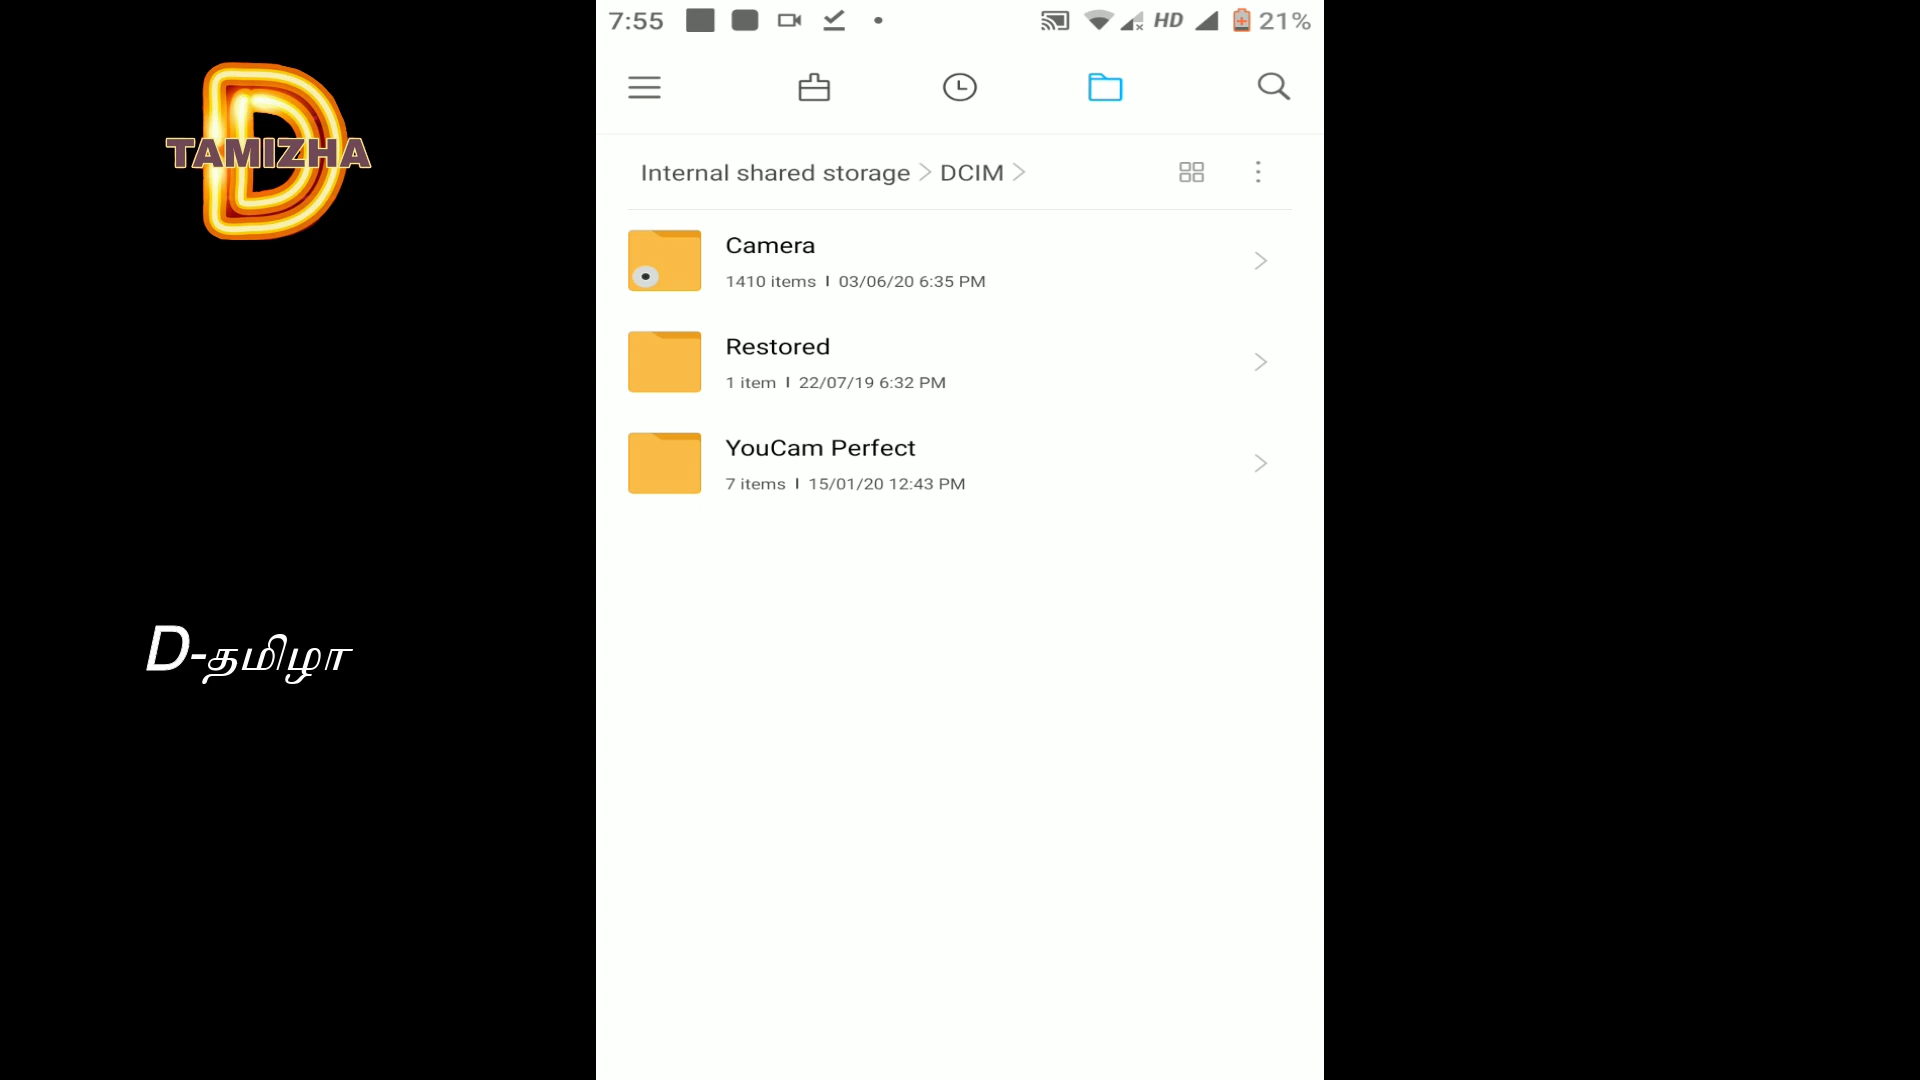 D
TAMIZHA
D-தமிழா
7:55 HD 21%
Internal shared storage > DCIM >
Camera
1410 items I 03/06/20 6:35 PM
Restored
1 item I 22/07/19 6:32 PM
YouCam Perfect
7 items I 15/01/20 12:43 PM